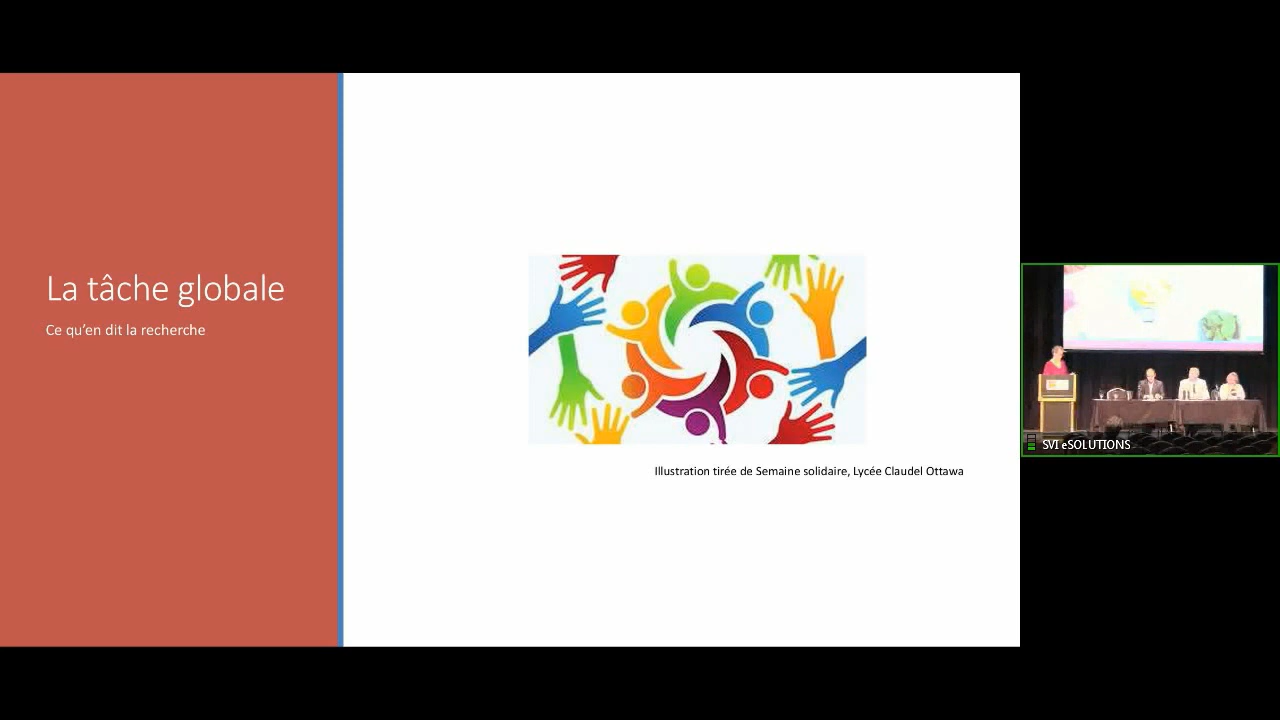 La tâche globale
Ce qu'en dit la recherche
Illustration tirée de Semaine solidaire, Lycée Claudel Ottawa
SVI eSOLUTIONS